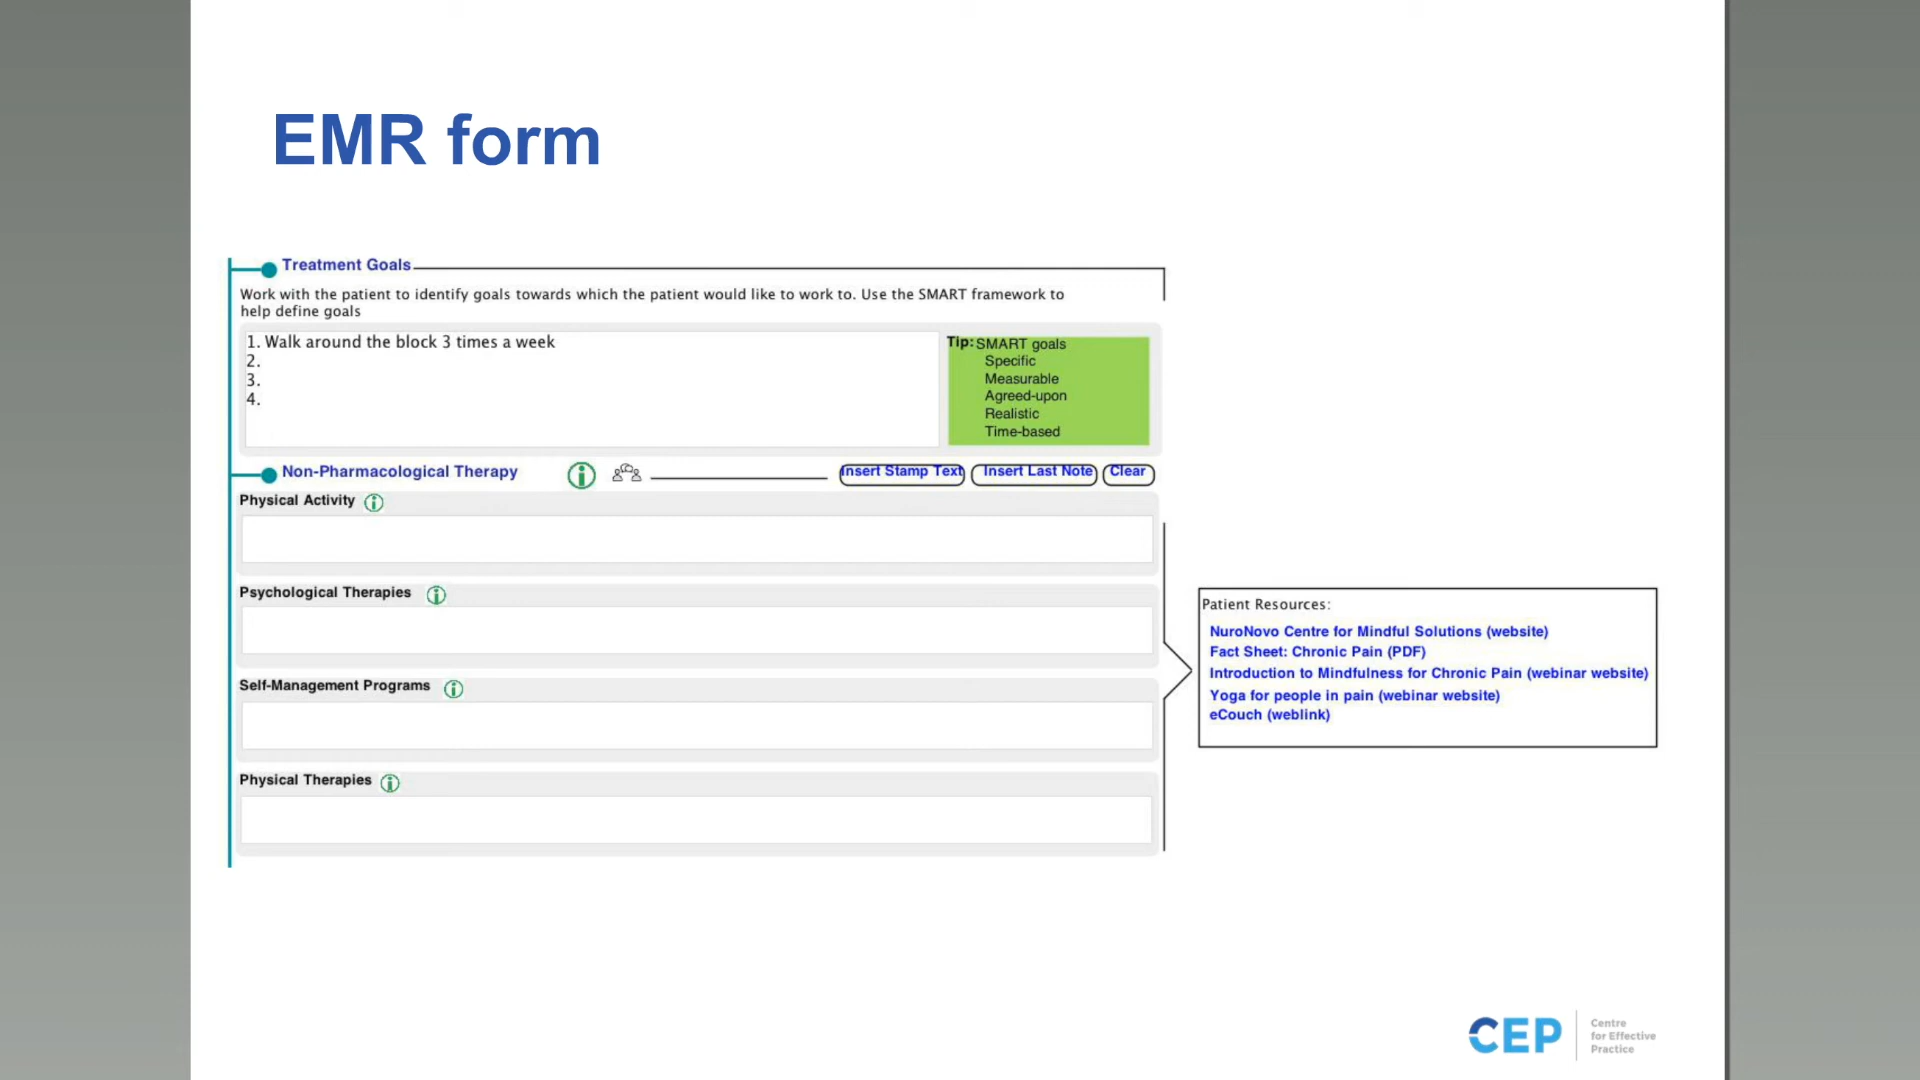 EMR form
Treatment Goals
Work with the patient to identify goals towards which the patient would like to work to. Use the SMART framework to
help define goals
1. Walk around the block 3 times a week
2.
3.
4.
Tip: SMART goals
Specific
Measurable
Agreed-upon
Realistic
Time-based
Non-Pharmacological Therapy
Insert Stamp Text
Insert Last Note
Clear
Physical Activity
Psychological Therapies
Self-Management Programs
Physical Therapies
Patient Resources:
NuroNovo Centre for Mindful Solutions (website)
Fact Sheet: Chronic Pain (PDF)
Introduction to Mindfulness for Chronic Pain (webinar website)
Yoga for people in pain (webinar website)
eCouch (weblink)
CEP
Centre
for Effective
Practice